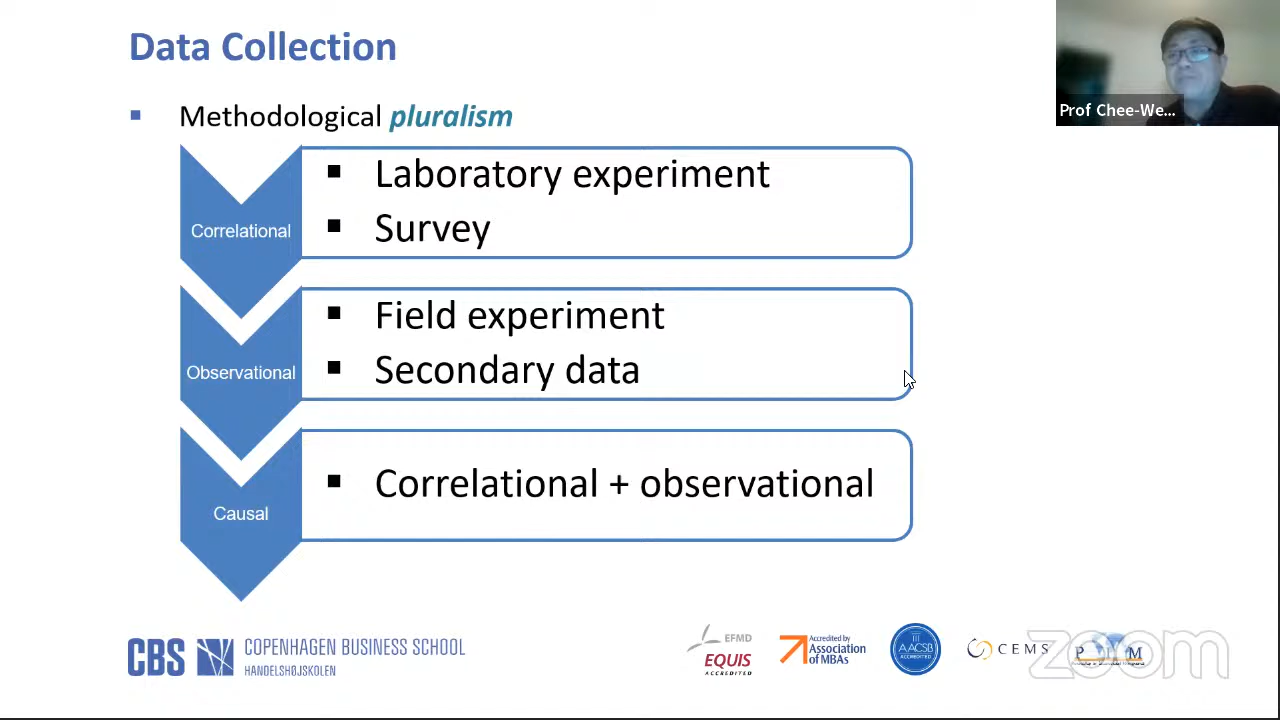 Data Collection
Prof Chee-We...
Methodological pluralism
Correlational
Laboratory experiment
Survey
Observational
Field experiment
Secondary data
Causal
Correlational + observational
CBS COPENHAGEN BUSINESS SCHOOL
HANDELSHØJSKOLEN
EFMD
EQUIS
ACCREDITED
Accredited by
Association
of MBAs
AACSB
ACCREDITED
CEMS
zoom